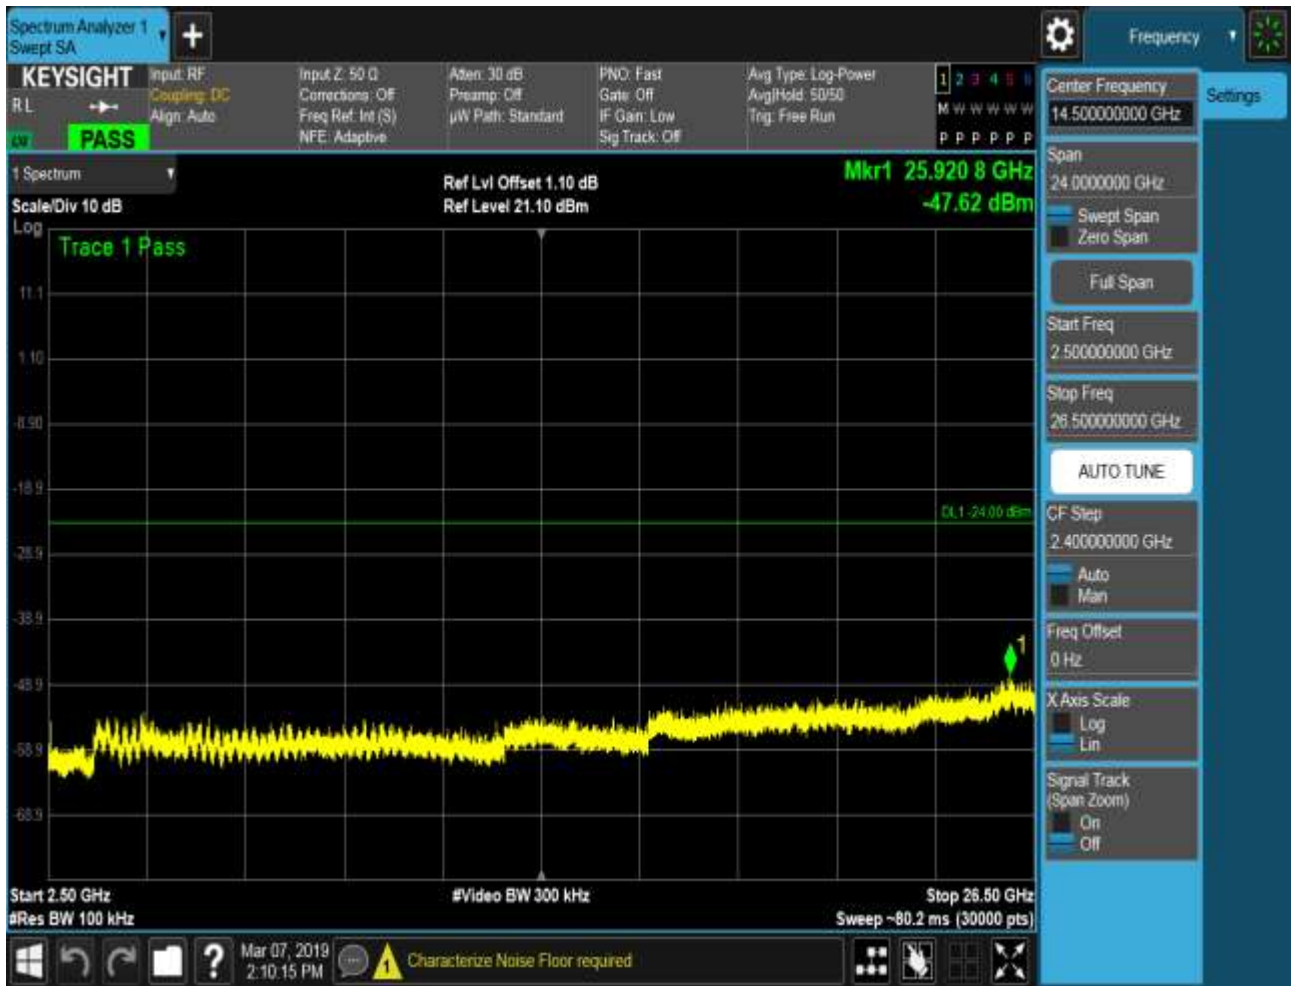 Spectrum Analyzer 1
Swept SA
Frequency
KEYSIGHT
R L
PASS
Input: RF
Coupling: DC
Align: Auto
Input Z: 50 Ω
Corrections: Off
Freq Ref: Int (S)
NFE: Adaptive
Atten: 30 dB
Preamp: Off
µW Path: Standard
PNO: Fast
Gate: Off
IF Gain: Low
Sig Track: Off
Avg Type: Log-Power
Avg|Hold: 50/50
Trig: Free Run
1 2 3 4 5 6
M W W W W W
P P P P P P
1 Spectrum
Scale/Div 10 dB
Ref Lvl Offset 1.10 dB
Ref Level 21.10 dBm
Mkr1 25.920 8 GHz
-47.62 dBm
Log
Trace 1 Pass
11.1
1.10
-8.90
-18.9
DL1 -24.00 dBm
-28.9
-38.9
1
-48.9
-58.9
-68.9
Start 2.50 GHz
#Video BW 300 kHz
Stop 26.50 GHz
#Res BW 100 kHz
Sweep ~80.2 ms (30000 pts)
Center Frequency
14.500000000 GHz
Settings
Span
24.0000000 GHz
Swept Span
Zero Span
Full Span
Start Freq
2.500000000 GHz
Stop Freq
26.500000000 GHz
AUTO TUNE
CF Step
2.400000000 GHz
Auto
Man
Freq Offset
0 Hz
X Axis Scale
Log
Lin
Signal Track
(Span Zoom)
On
Off
?
Mar 07, 2019
2:10:15 PM
1
Characterize Noise Floor required